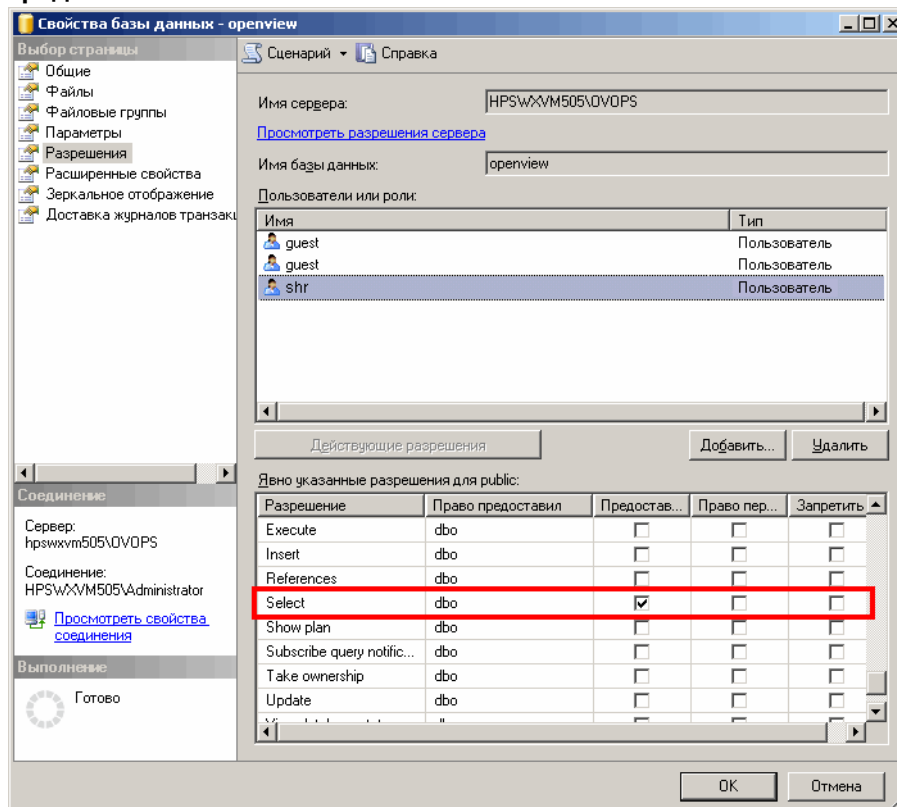 Свойства базы данных - openview
Выбор страницы
Общие
Файлы
Файловые группы
Параметры
Разрешения
Расширенные свойства
Зеркальное отображение
Доставка журналов транзакц
Сценарий Справка
Имя сервера: HPSWXVM505\OVOPS
Просмотреть разрешения сервера
Имя базы данных: openview
Пользователи или роли:
Имя Тип
guest Пользователь
guest Пользователь
shr Пользователь
Действующие разрешения Добавить... Удалить
Явно указанные разрешения для public:
Разрешение Право предоставил Предостав... Право пер... Запретить
Execute dbo
Insert dbo
References dbo
Select dbo
Show plan dbo
Subscribe query notific... dbo
Take ownership dbo
Update dbo
Соединение
Сервер:
hpswxvm505\OVOPS
Соединение:
HPSWXVM505\Administrator
Просмотреть свойства
соединения
Выполнение
Готово
OK Отмена